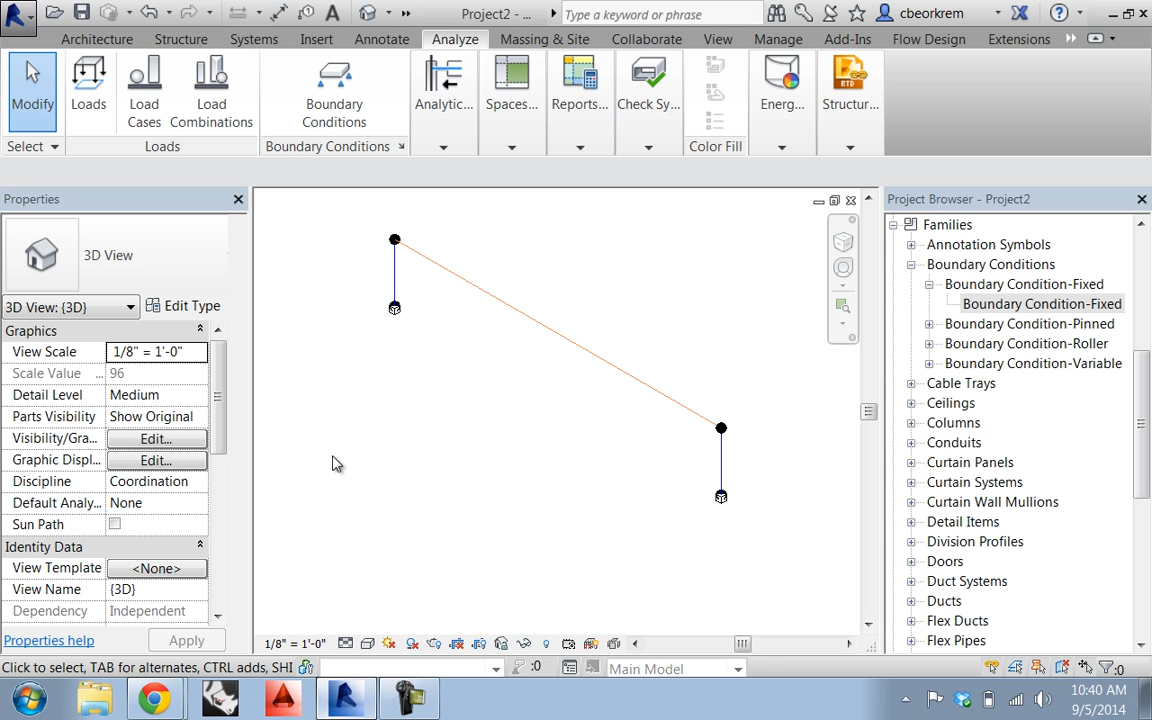 Project2 - ...
Type a keyword or phrase
cbeorkrem
Architecture Structure Systems Insert Annotate Analyze Massing & Site Collaborate View Manage Add-Ins Flow Design Extensions
Modify
Loads
Load Cases
Load Combinations
Boundary Conditions
Analytic...
Spaces...
Reports...
Check Sy...
Energ...
Structur...
Select
Loads
Boundary Conditions
Color Fill
Properties
3D View
3D View: {3D}
Edit Type
Graphics
View Scale 1/8" = 1'-0"
Scale Value ... 96
Detail Level Medium
Parts Visibility Show Original
Visibility/Gra... Edit...
Graphic Displ... Edit...
Discipline Coordination
Default Analy... None
Sun Path
Identity Data
View Template <None>
View Name {3D}
Dependency Independent
Properties help
Apply
Project Browser - Project2
Families
Annotation Symbols
Boundary Conditions
Boundary Condition-Fixed
Boundary Condition-Fixed
Boundary Condition-Pinned
Boundary Condition-Roller
Boundary Condition-Variable
Cable Trays
Ceilings
Columns
Conduits
Curtain Panels
Curtain Systems
Curtain Wall Mullions
Detail Items
Division Profiles
Doors
Duct Systems
Ducts
Flex Ducts
Flex Pipes
1/8" = 1'-0"
Click to select, TAB for alternates, CTRL adds, SHI
:0
Main Model
:0
10:40 AM
9/5/2014